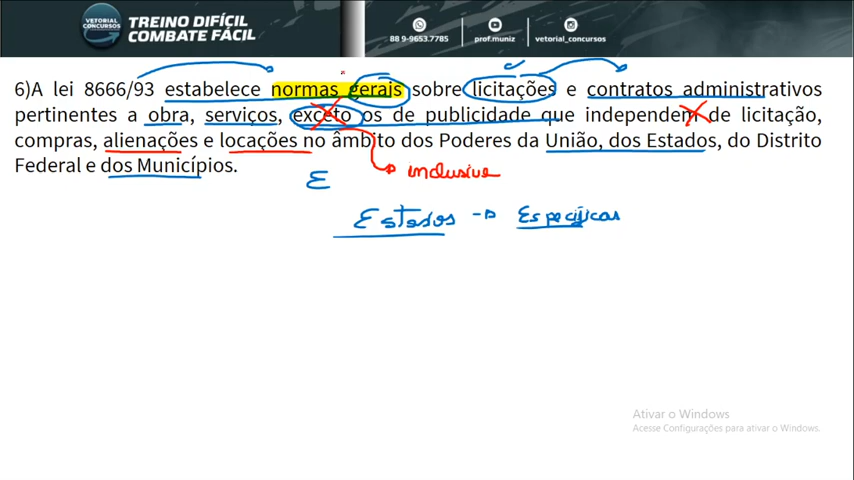 VETORIAL
CONCURSOS
TREINO DIFÍCIL
COMBATE FÁCIL
88 9-9653.7785
prof.muniz
vetorial_concursos
6)A lei 8666/93 estabelece normas gerais sobre licitações e contratos administrativos
pertinentes a obra, serviços, exceto os de publicidade que independem de licitação,
compras, alienações e locações no âmbito dos Poderes da União, dos Estados, do Distrito
Federal e dos Municípios.
inclusive
E
Estados → Específicas
Ativar o Windows
Acesse Configurações para ativar o Windows.